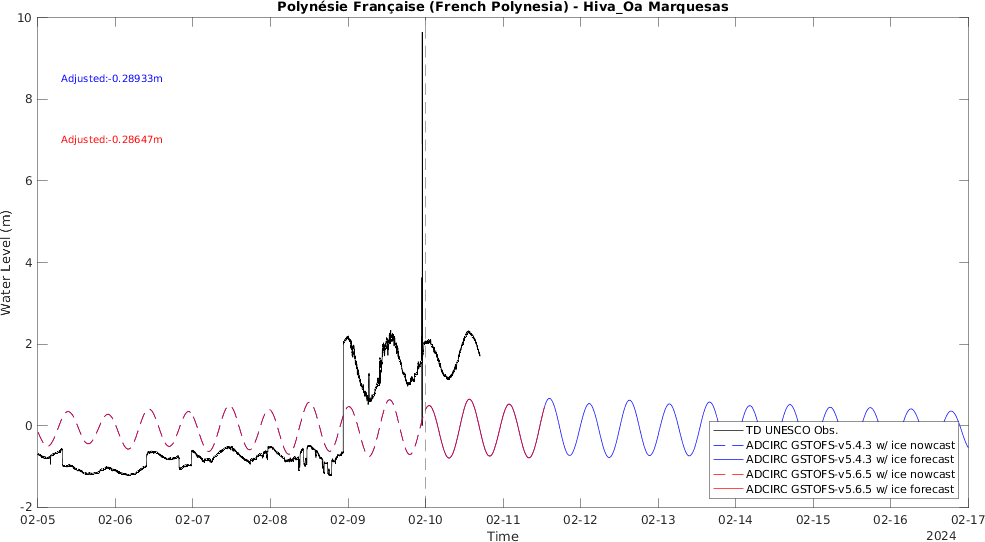 Polynésie Française (French Polynesia) - Hiva_Oa Marquesas
10
8
6
4
2
0
-2
Water Level (m)
Adjusted:-0.28933m
Adjusted:-0.28647m
TD UNESCO Obs.
ADCIRC GSTOFS-v5.4.3 w/ ice nowcast
ADCIRC GSTOFS-v5.4.3 w/ ice forecast
ADCIRC GSTOFS-v5.6.5 w/ ice nowcast
ADCIRC GSTOFS-v5.6.5 w/ ice forecast
02-05 02-06 02-07 02-08 02-09 02-10 02-11 02-12 02-13 02-14 02-15 02-16 02-17
Time
2024